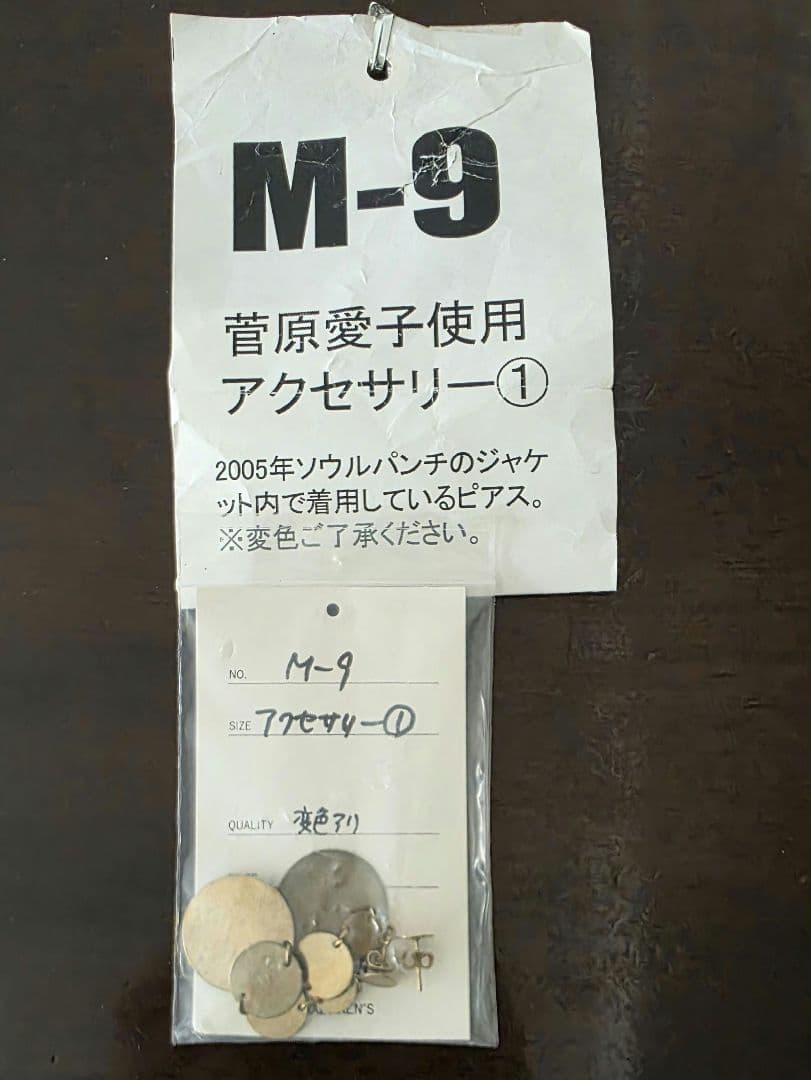 M-9
菅原愛子使用
アクセサリー①
2005年ソウルパンチのジャケ
ット内で着用しているピアス。
※変色ご了承ください。
NO. M-9
SIZE アクセサリー①
QUALITY 変色アリ